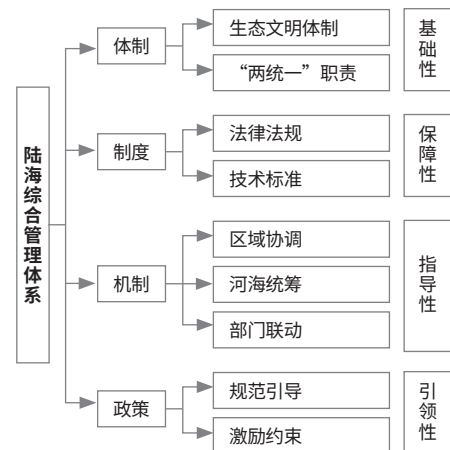 陆海综合管理体系
体制
生态文明体制
“两统一”职责
基础性
制度
法律法规
技术标准
保障性
机制
区域协调
河海统筹
部门联动
指导性
政策
规范引导
激励约束
引领性